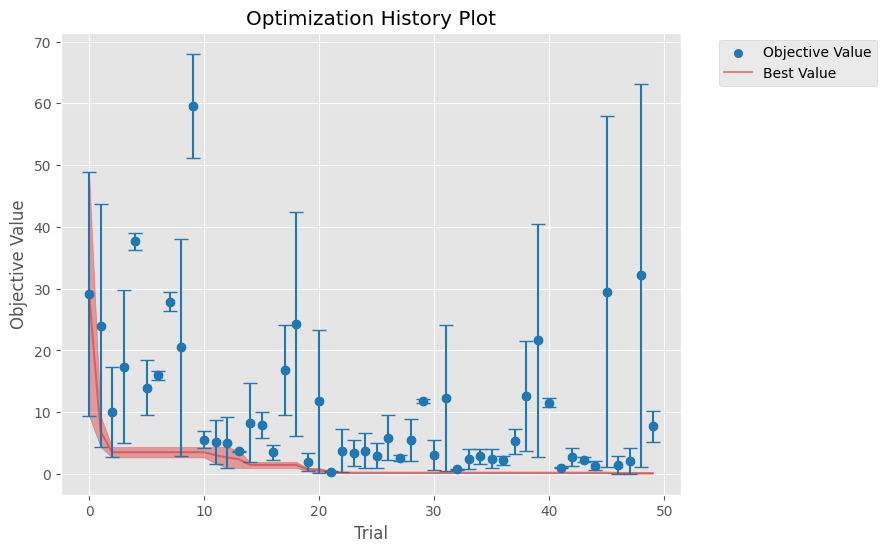 Optimization History Plot
Objective Value
Best Value
70
60
50
40
30
20
10
0
Objective Value
0 10 20 30 40 50
Trial